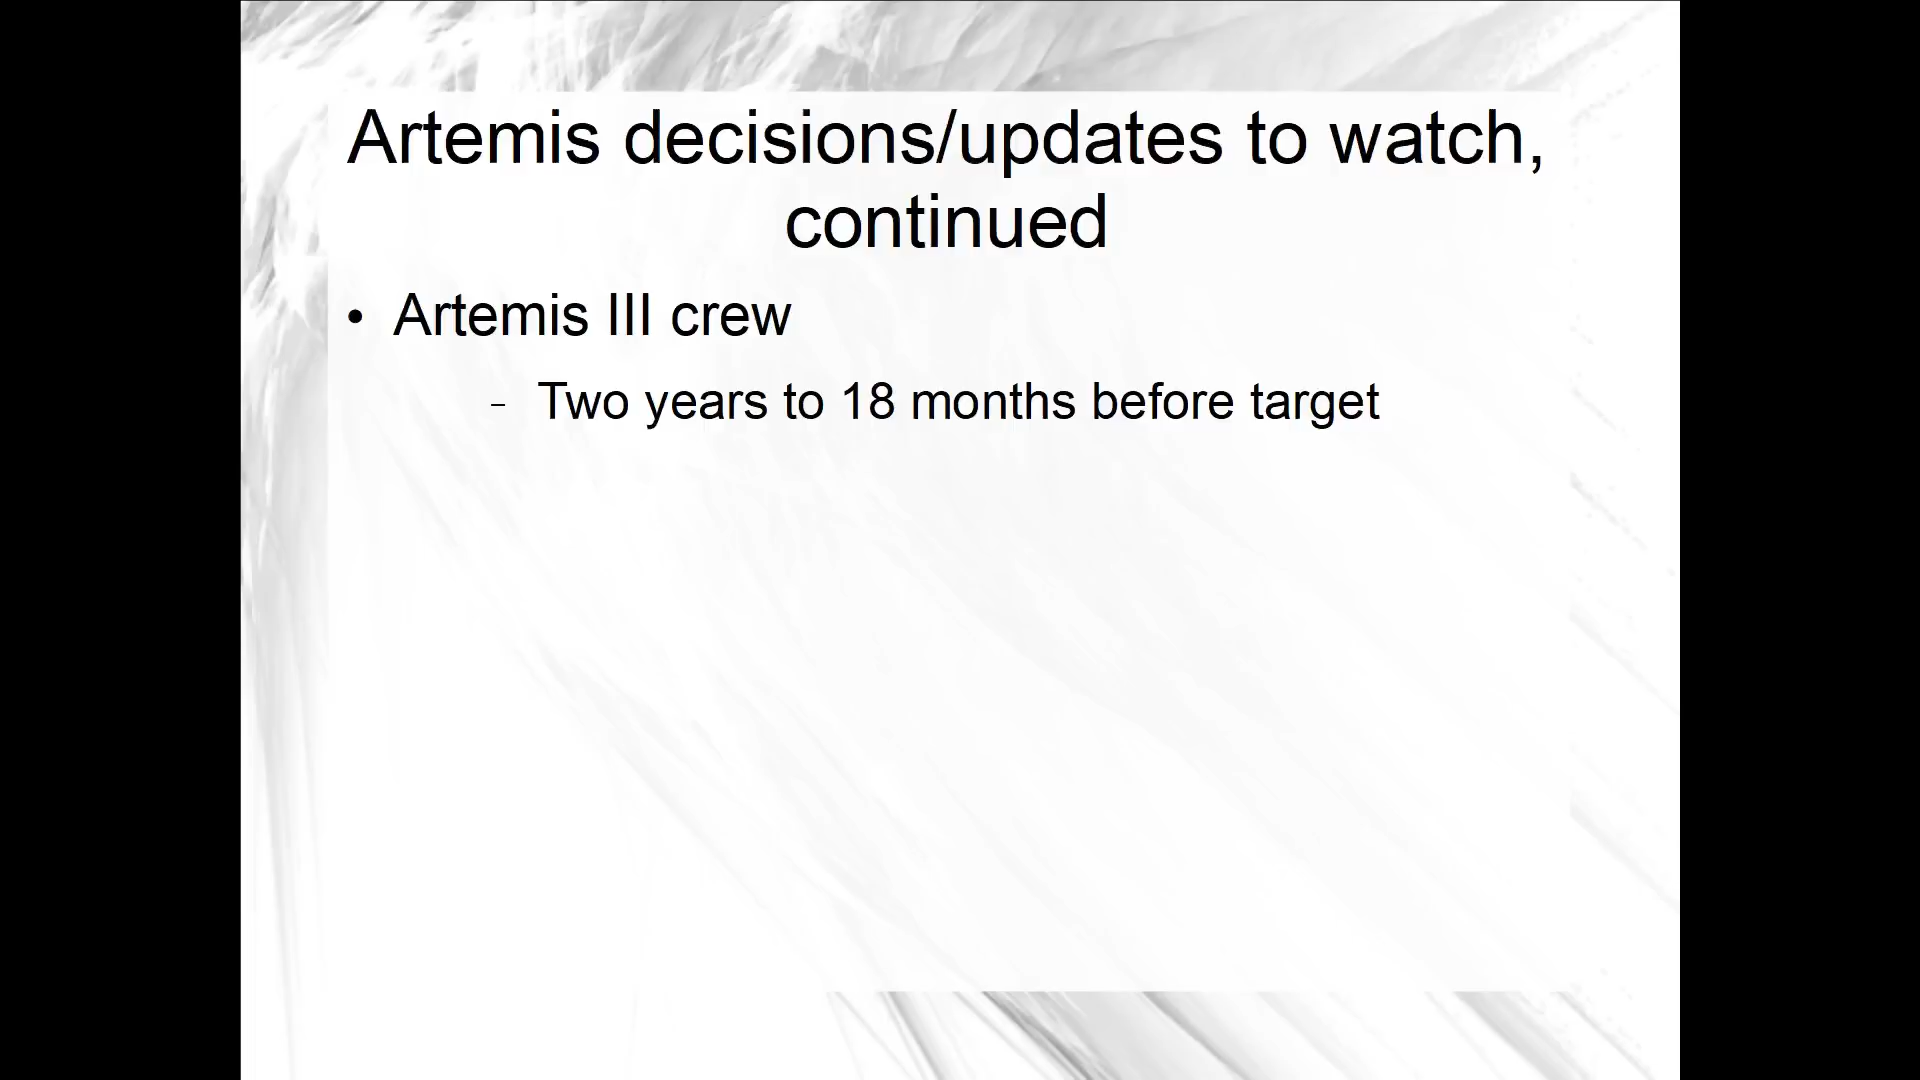 Artemis decisions/updates to watch,
continued
• Artemis III crew
– Two years to 18 months before target